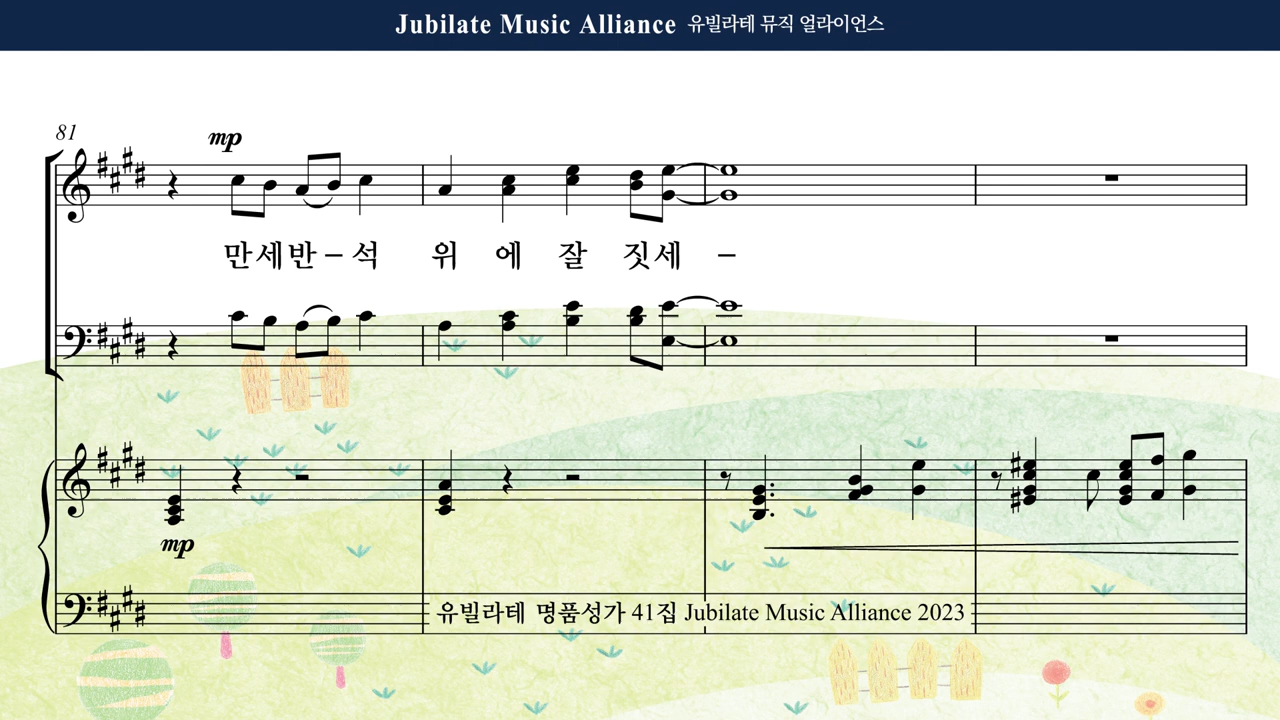 Jubilate Music Alliance 유빌라테 뮤직 얼라이언스
81
mp
만세반－석 위에잘 짓세 －
mp
유빌라테 명품성가 41집 Jubilate Music Alliance 2023